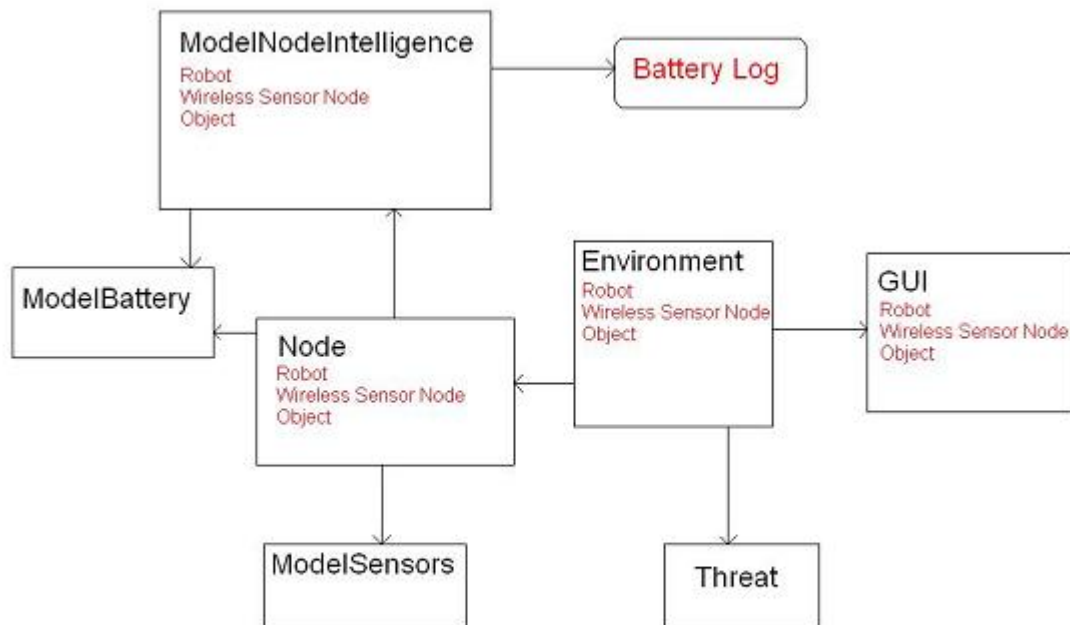 ModelNodeIntelligence
Robot
Wireless Sensor Node
Object
Battery Log
ModelBattery
Node
Robot
Wireless Sensor Node
Object
Environment
Robot
Wireless Sensor Node
Object
GUI
Robot
Wireless Sensor Node
Object
ModelSensors
Threat